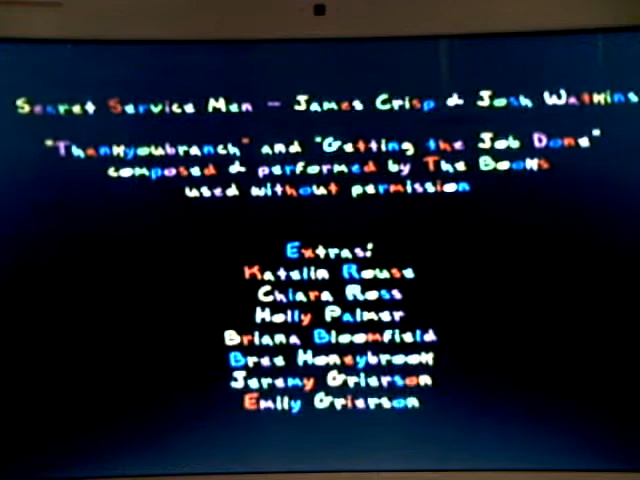 Secret Service Men - James Crisp & Josh Watkins
"Thankyoubranch" and "Getting the Job Done"
composed & performed by The Books
used without permission
Extras:
Katelin Rouse
Chiara Ross
Holly Palmer
Briana Bloomfield
Bree Honeybrook
Jeremy Grierson
Emily Grierson